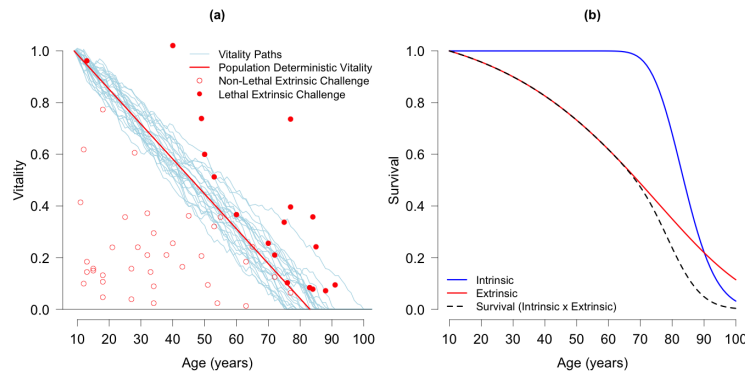 (a)
Vitality Paths
Population Deterministic Vitality
Non-Lethal Extrinsic Challenge
Lethal Extrinsic Challenge
1.0
0.8
0.6
0.4
0.2
0.0
Vitality
10 20 30 40 50 60 70 80 90 100
Age (years)
(b)
1.0
0.8
0.6
0.4
0.2
0.0
Survival
Intrinsic
Extrinsic
Survival (Intrinsic x Extrinsic)
10 20 30 40 50 60 70 80 90 100
Age (years)